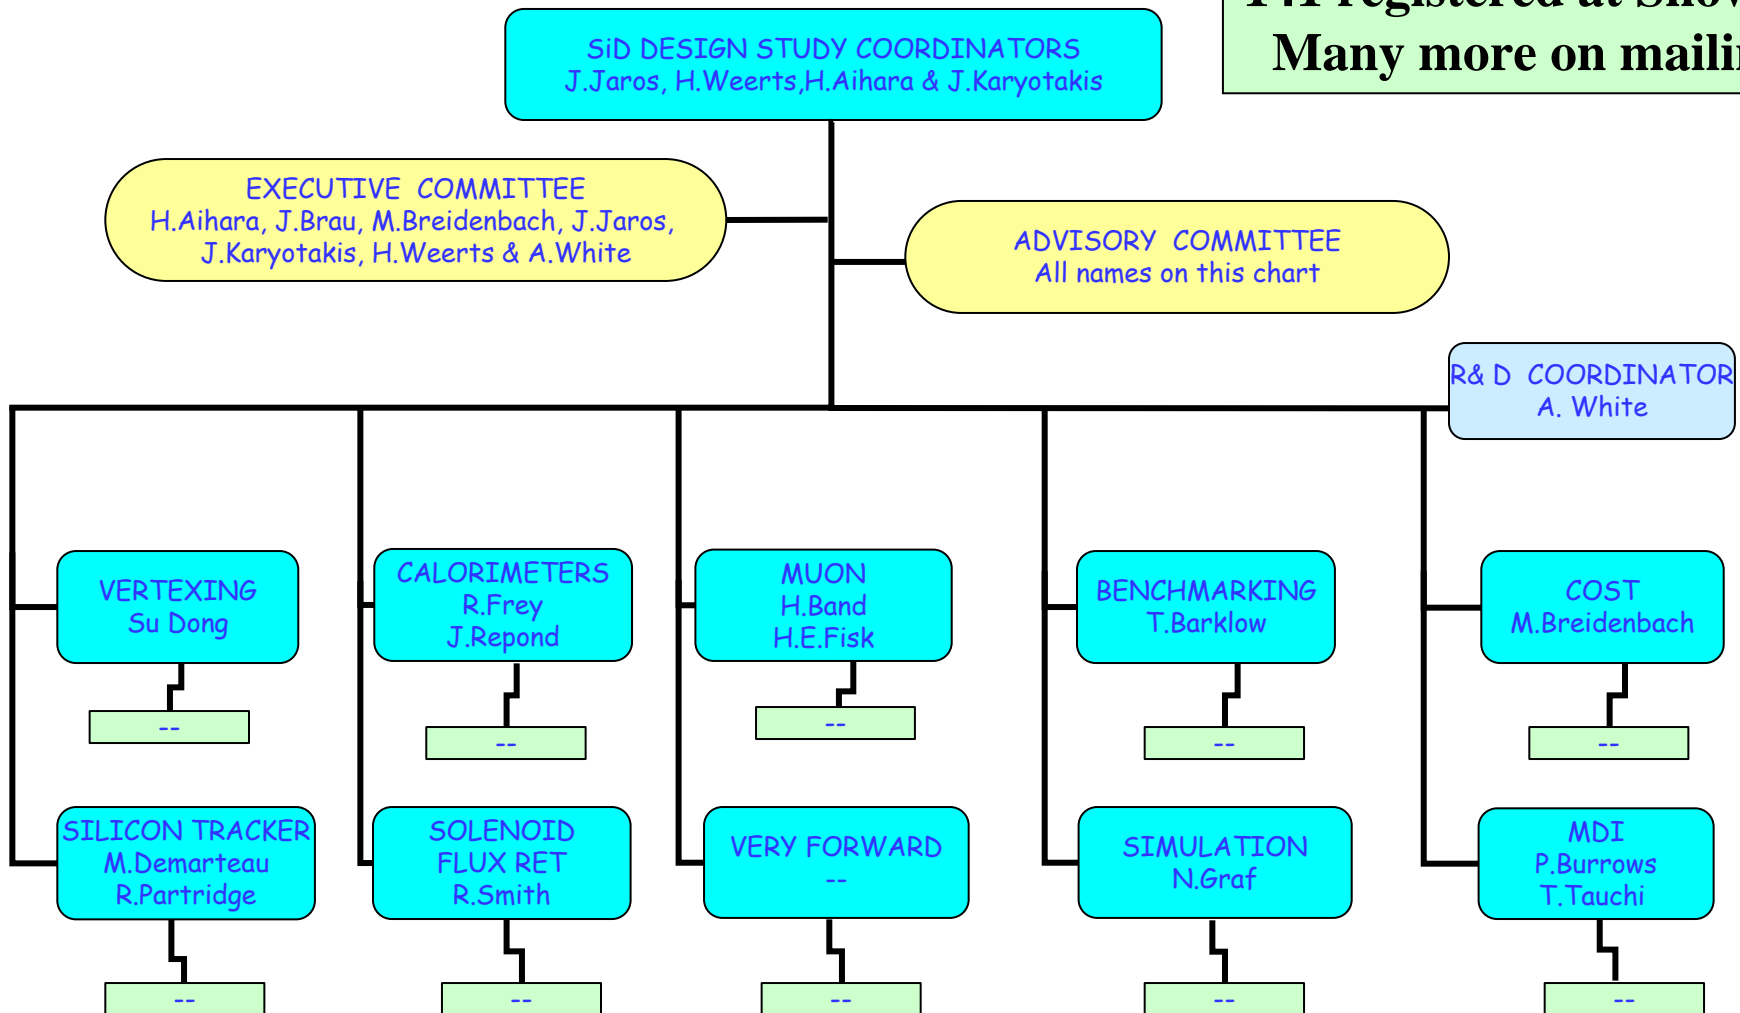 registered at
Many more on
SiD DESIGN STUDY COORDINATORS
J.Jaros, H.Weerts,H.Aihara & J.Karyotakis
EXECUTIVE COMMITTEE
H.Aihara, J.Brau, M.Breidenbach, J.Jaros,
J.Karyotakis, H.Weerts & A.White
ADVISORY COMMITTEE
All names on this chart
R& D COORDINATOR
A. White
VERTEXING
Su Dong
--
CALORIMETERS
R.Frey
J.Repond
--
MUON
H.Band
H.E.Fisk
--
BENCHMARKING
T.Barklow
--
COST
M.Breidenbach
--
SILICON TRACKER
M.Demarteau
R.Partridge
--
SOLENOID
FLUX RET
R.Smith
--
VERY FORWARD
--
--
SIMULATION
N.Graf
--
MDI
P.Burrows
T.Tauchi
--